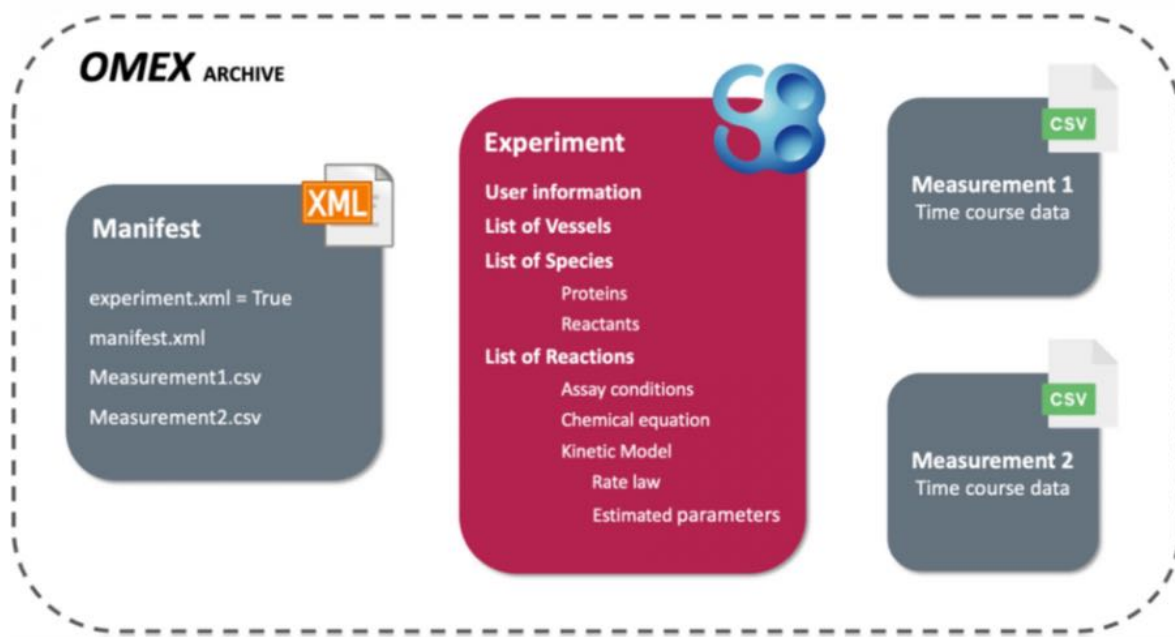 OMEX ARCHIVE
XML
Manifest
experiment.xml = True
manifest.xml
Measurement1.csv
Measurement2.csv
Experiment
User information
List of Vessels
List of Species
Proteins
Reactants
List of Reactions
Assay conditions
Chemical equation
Kinetic Model
Rate law
Estimated parameters
CSV
Measurement 1
Time course data
CSV
Measurement 2
Time course data